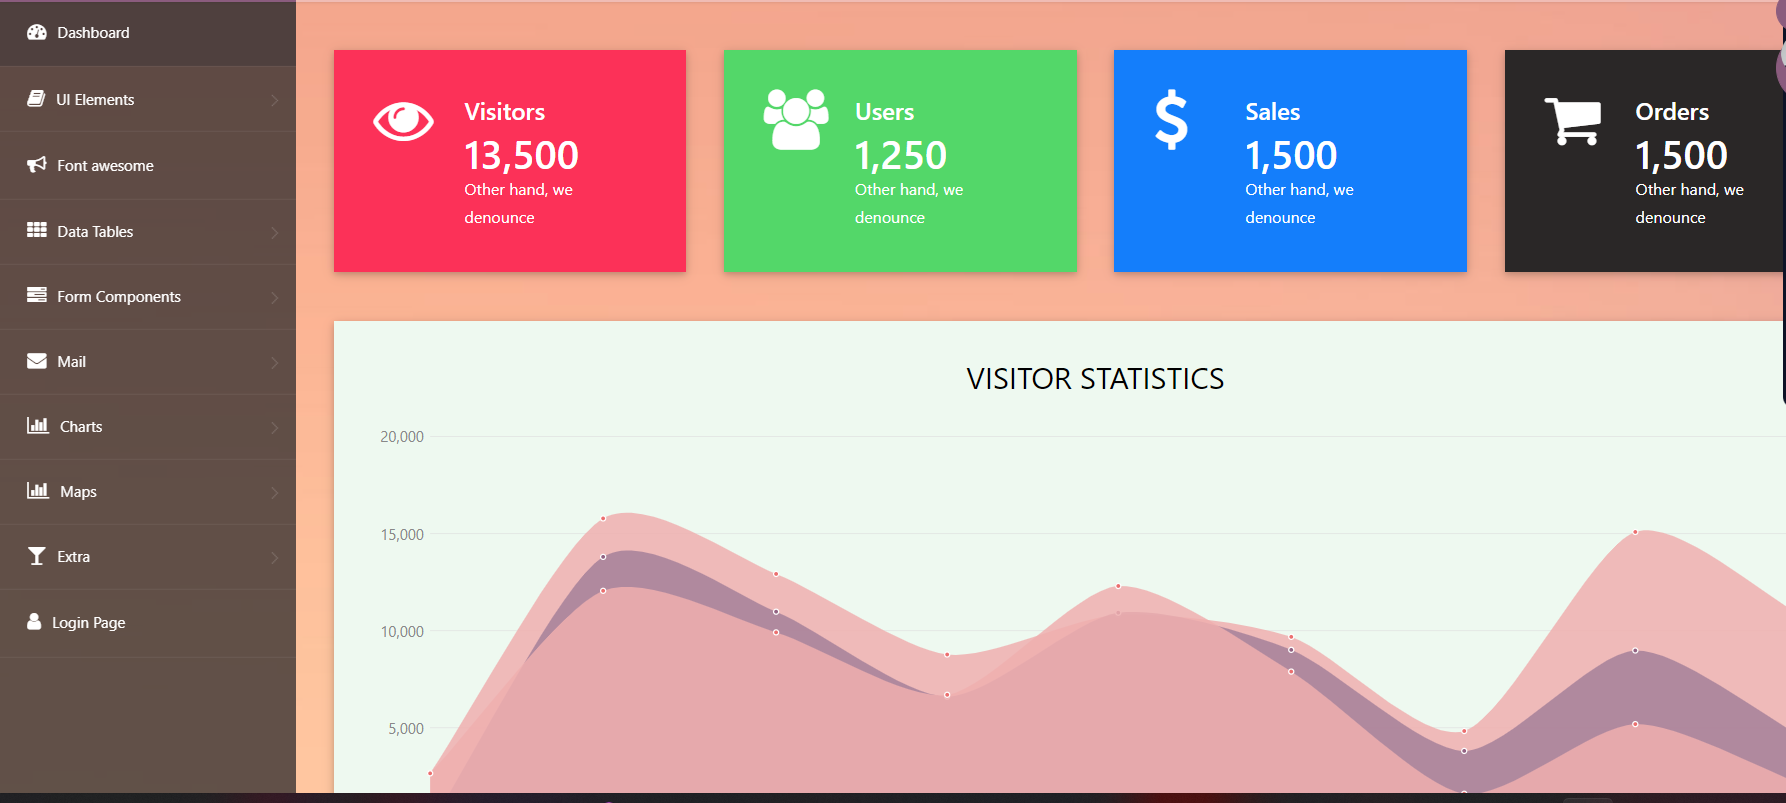 Dashboard
UI Elements
Font awesome
Data Tables
Form Components
Mail
Charts
Maps
Extra
Login Page
Visitors
13,500
Other hand, we
denounce
Users
1,250
Other hand, we
denounce
Sales
1,500
Other hand, we
denounce
Orders
1,500
Other hand, we
denounce
VISITOR STATISTICS
20,000
15,000
10,000
5,000